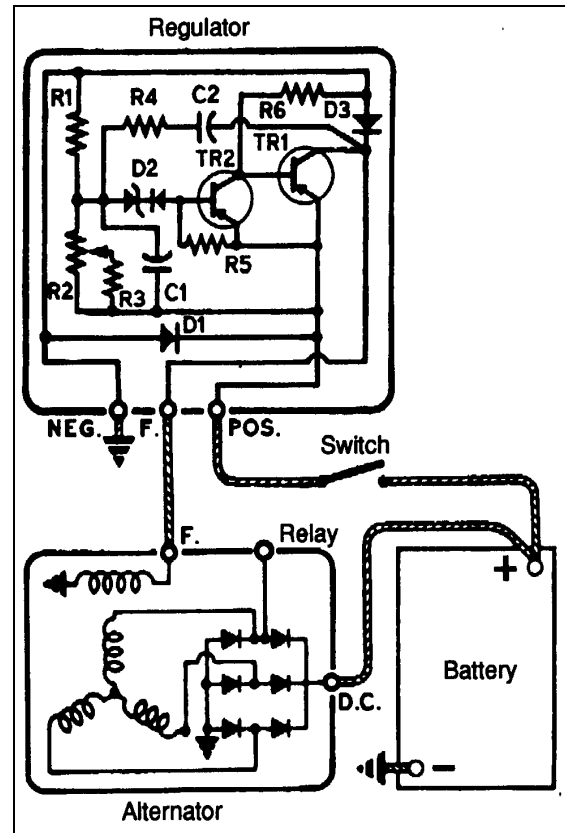 Regulator
R1
R4
C2
R6
D3
TR2
TR1
D2
R5
R2
R3
C1
D1
NEG.
F.
POS.
Switch
F.
Relay
+
Battery
D.C.
-
Alternator